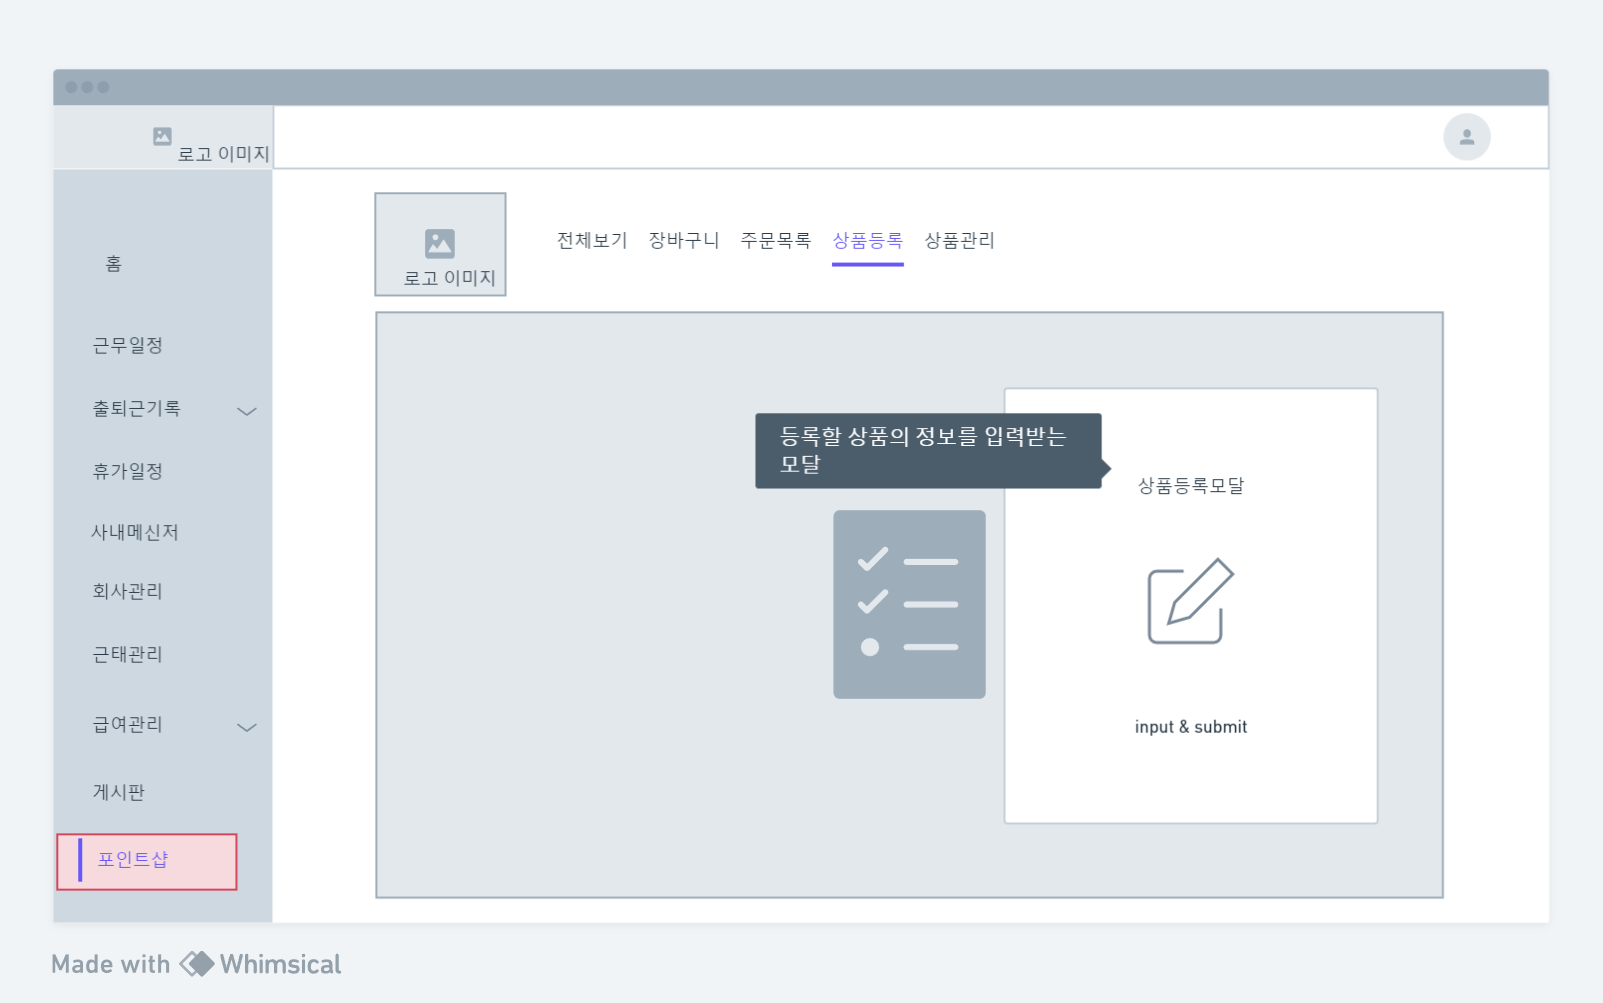 로고 이미지
홈
근무일정
출퇴근기록
휴가일정
사내메신저
회사관리
근태관리
급여관리
게시판
포인트샵
로고 이미지
전체보기 장바구니 주문목록 상품등록 상품관리
등록할 상품의 정보를 입력받는
모달
상품등록모달
input & submit
Made with Whimsical